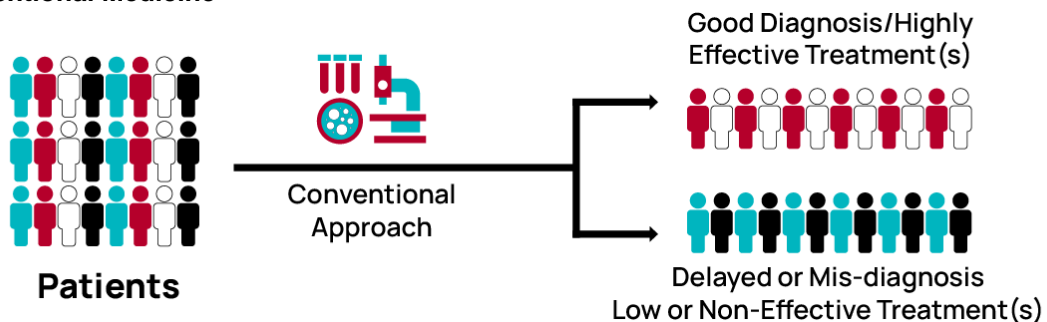 Good Diagnosis/Highly
Effective Treatment(s)
Conventional
Approach
Patients
Delayed or Mis-diagnosis
Low or Non-Effective Treatment(s)